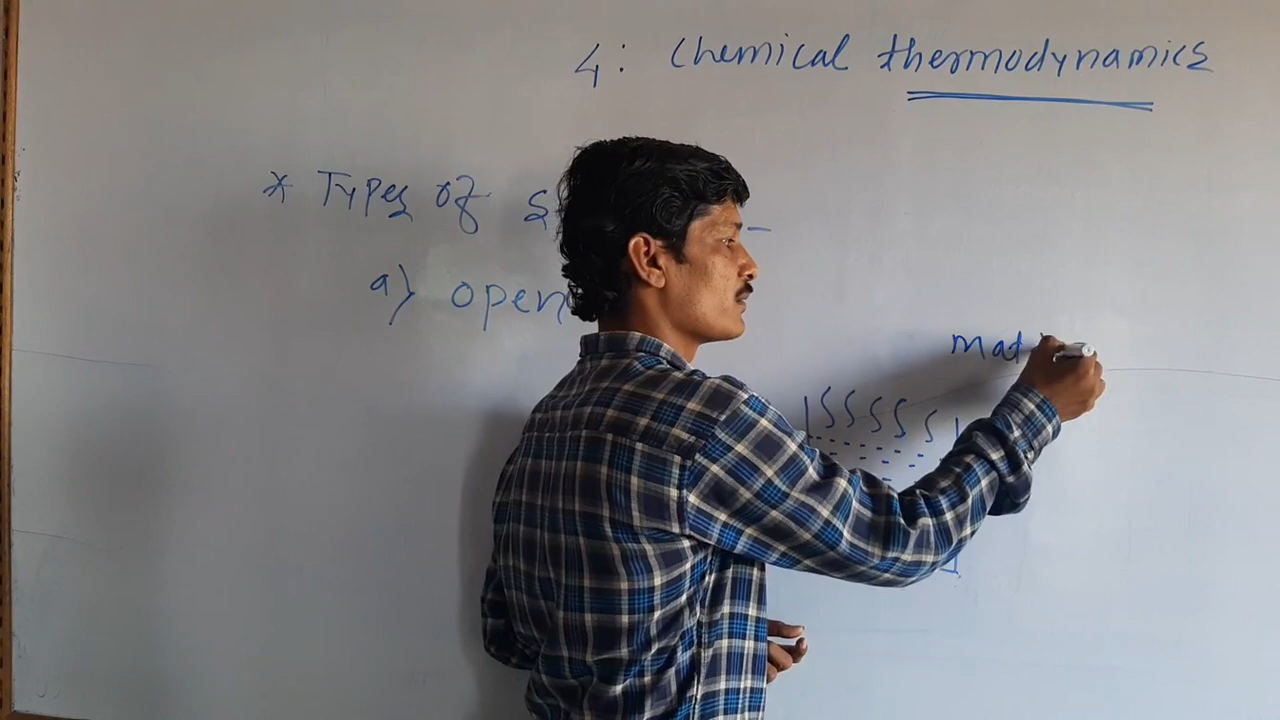 4: Chemical thermodynamics
* Types of
a) open
mat